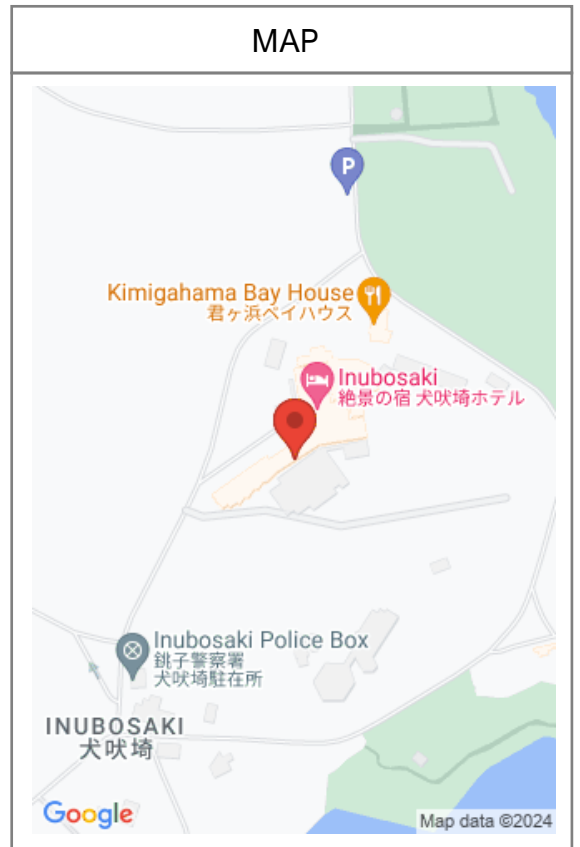 MAP
P
Kimigahama Bay House
君ヶ浜ベイハウス
Inubosaki
絶景の宿 犬吠埼ホテル
Inubosaki Police Box
銚子警察署
犬吠埼駐在所
INUBOSAKI
犬吠埼
Google
Map data ©2024